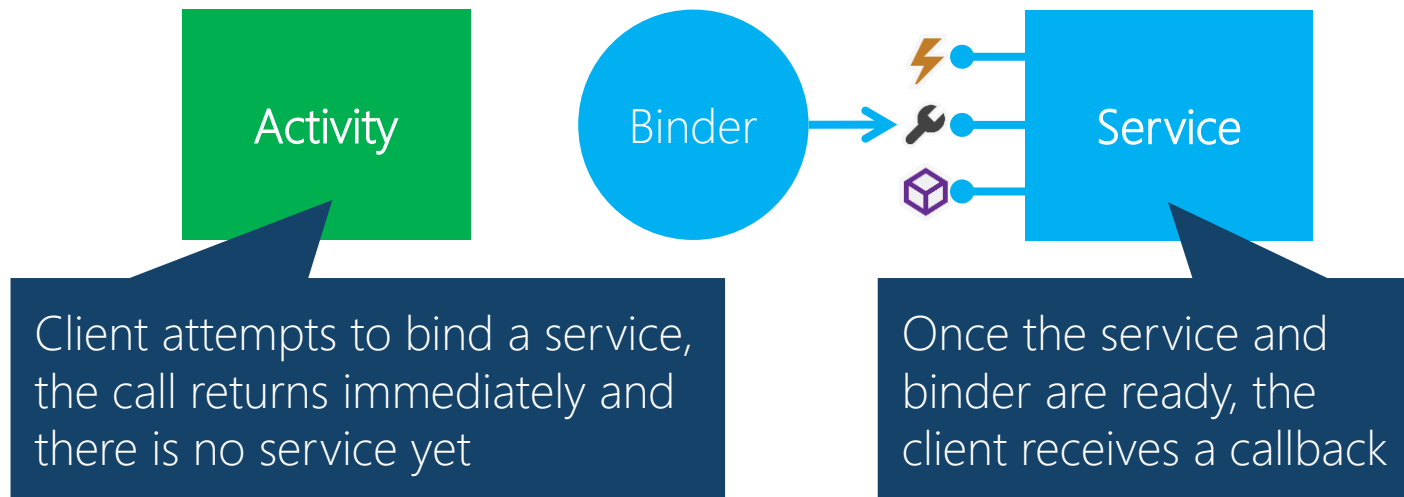 Activity
Binder
Service
Client attempts to bind a service,
the call returns immediately and
there is no service yet
Once the service and
binder are ready, the
client receives a callback